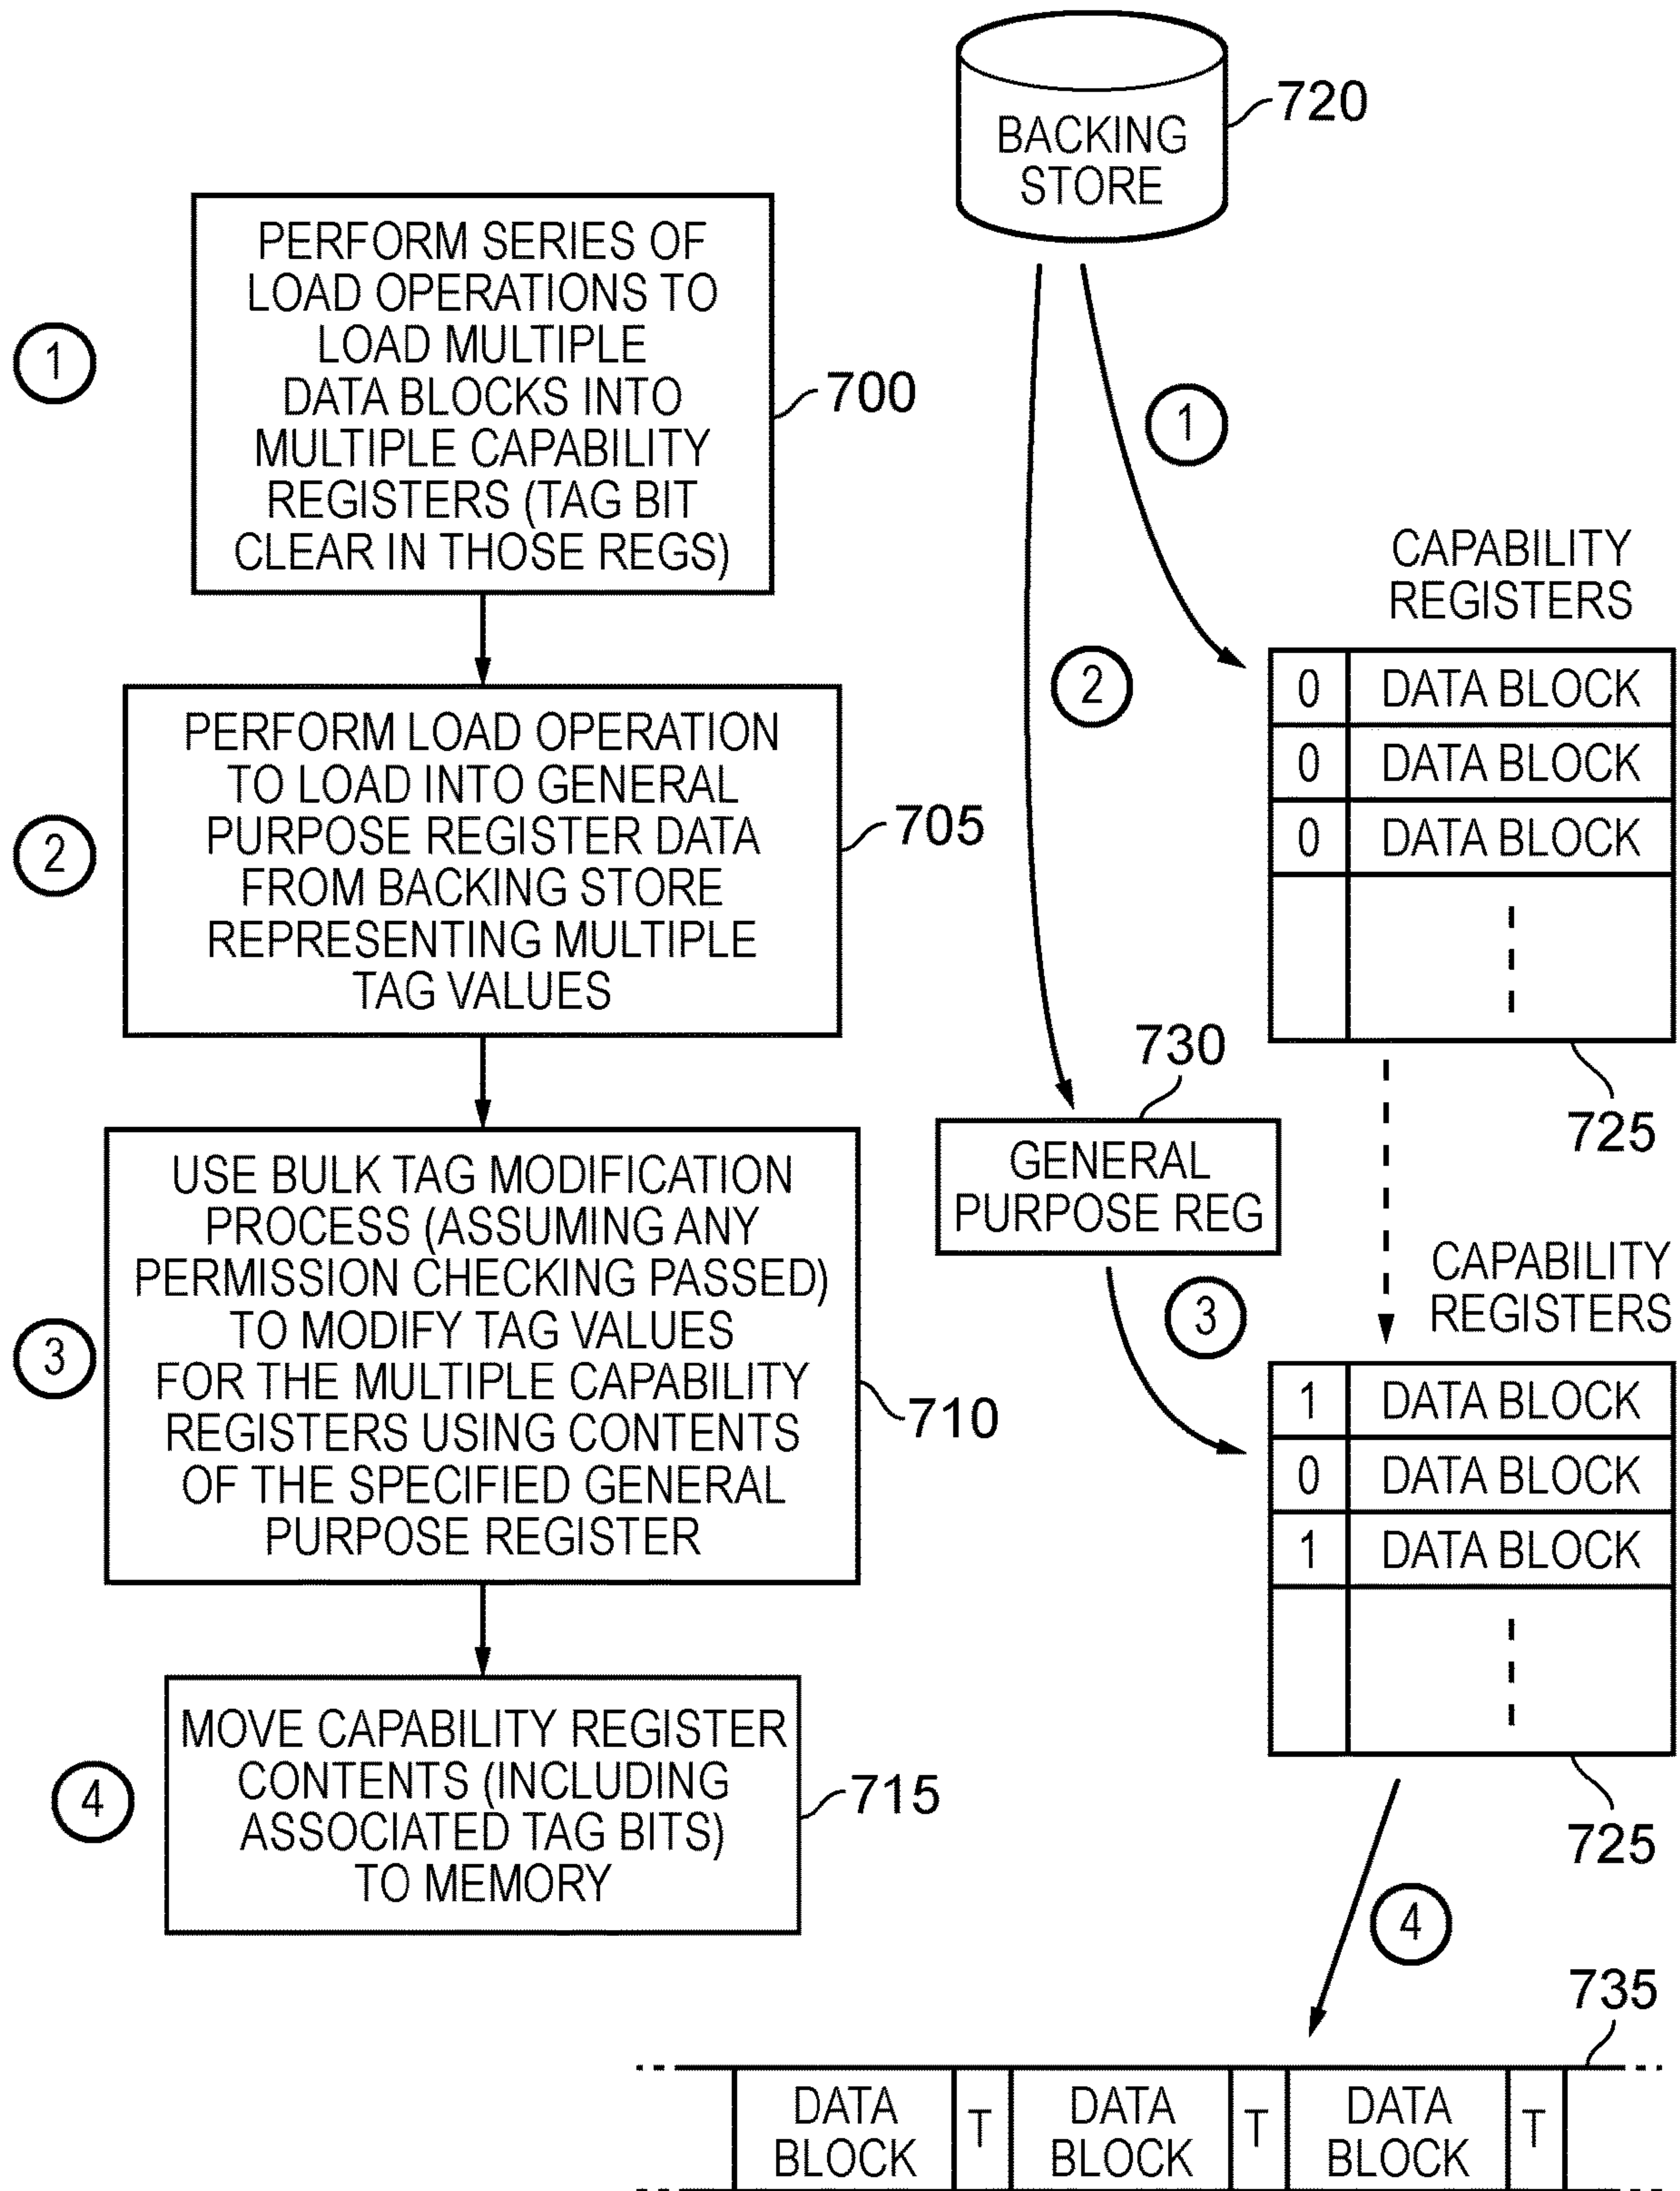 BACKING
STORE
720
1
PERFORM SERIES OF
LOAD OPERATIONS TO
LOAD MULTIPLE
DATA BLOCKS INTO
MULTIPLE CAPABILITY
REGISTERS (TAG BIT
CLEAR IN THOSE REGS)
700
2
PERFORM LOAD OPERATION
TO LOAD INTO GENERAL
PURPOSE REGISTER DATA
FROM BACKING STORE
REPRESENTING MULTIPLE
TAG VALUES
705
3
USE BULK TAG MODIFICATION
PROCESS (ASSUMING ANY
PERMISSION CHECKING PASSED)
TO MODIFY TAG VALUES
FOR THE MULTIPLE CAPABILITY
REGISTERS USING CONTENTS
OF THE SPECIFIED GENERAL
PURPOSE REGISTER
710
4
MOVE CAPABILITY REGISTER
CONTENTS (INCLUDING
ASSOCIATED TAG BITS)
TO MEMORY
715
1
2
CAPABILITY
REGISTERS
0 DATA BLOCK
0 DATA BLOCK
0 DATA BLOCK
725
730
GENERAL
PURPOSE REG
3
CAPABILITY
REGISTERS
1 DATA BLOCK
0 DATA BLOCK
1 DATA BLOCK
725
4
735
DATA
BLOCK
T
DATA
BLOCK
T
DATA
BLOCK
T